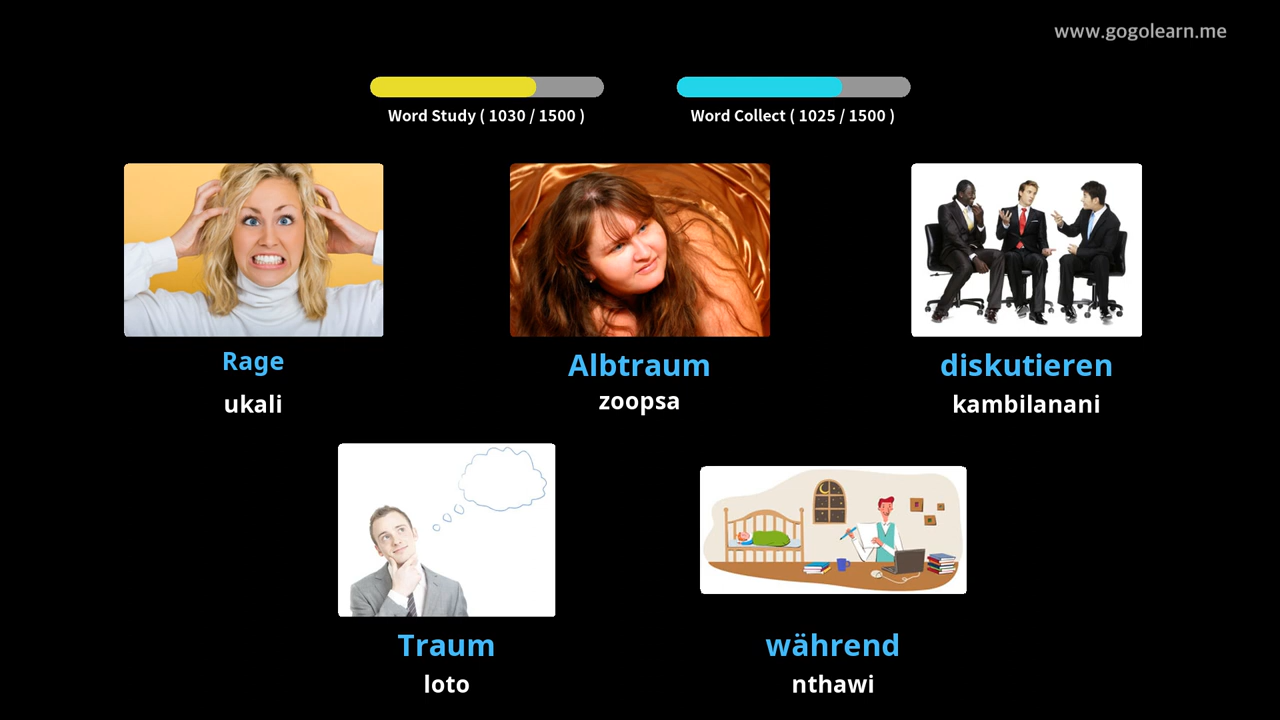 www.gogolearn.me
Word Study ( 1030 / 1500 )
Word Collect ( 1025 / 1500 )
Rage
ukali
Albtraum
zoopsa
diskutieren
kambilanani
Traum
loto
während
nthawi